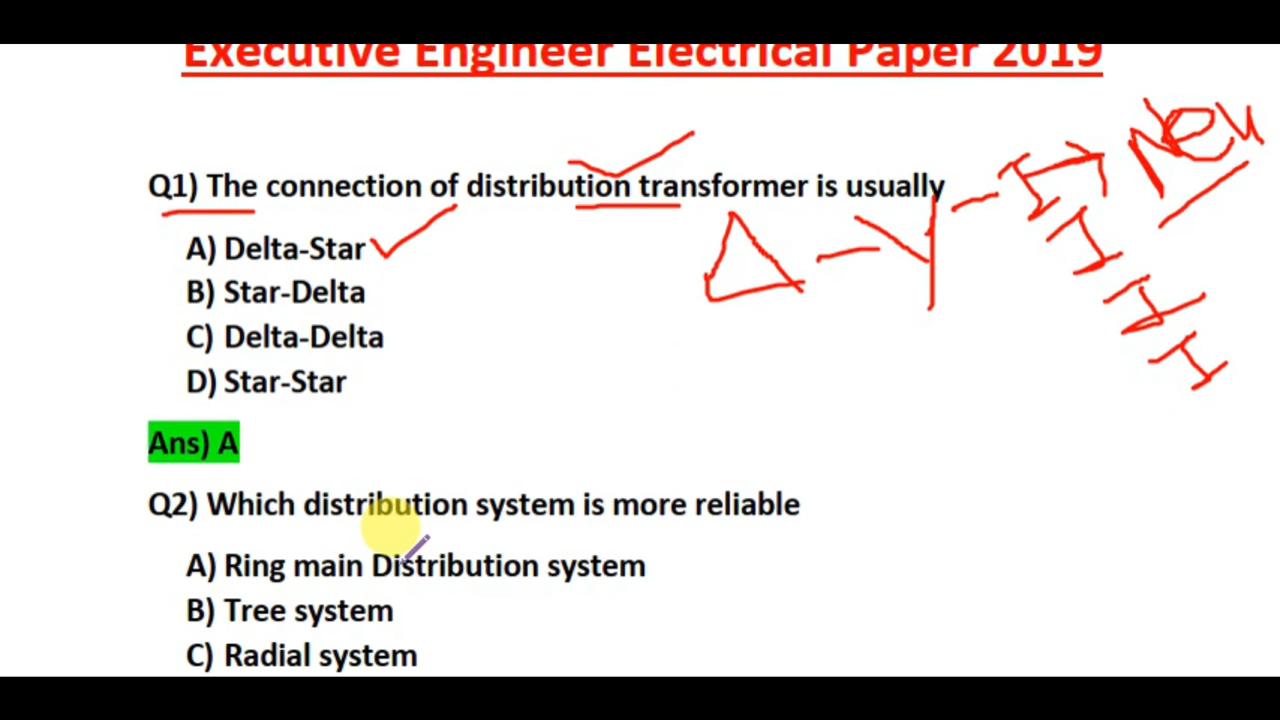 Executive Engineer Electrical Paper 2019
Q1) The connection of distribution transformer is usually
A) Delta-Star
B) Star-Delta
C) Delta-Delta
D) Star-Star
Ans) A
Q2) Which distribution system is more reliable
A) Ring main Distribution system
B) Tree system
C) Radial system
Δ-Y-
Neu